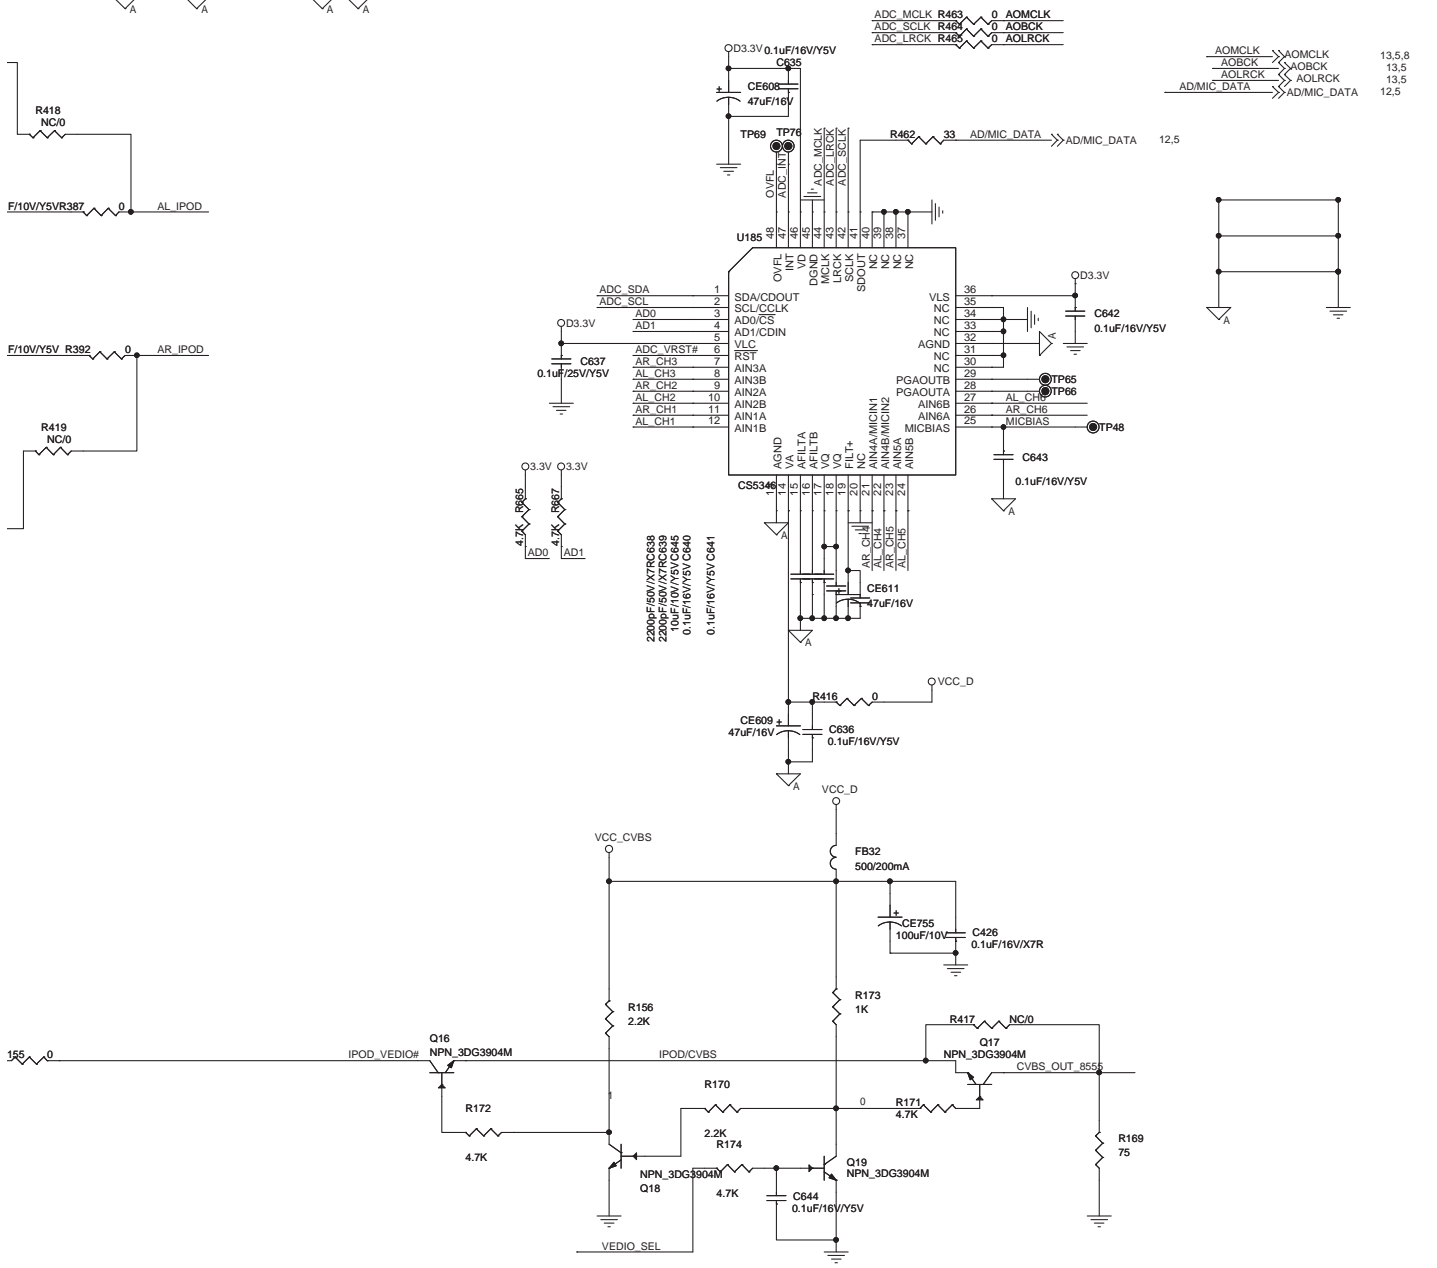 A A A A
ADC_MCLK R463 0 AOMCLK
ADC_SCLK R464 0 AOBCK
ADC_LRCK R465 0 AOLRCK
AOMCLK AOMCLK 13,5,8
AOBCK AOBCK 13,5
AOLRCK AOLRCK 13,5
AD/MIC_DATA AD/MIC_DATA 12,5
D3.3V 0.1uF/16V/Y5V
C635
CE608
47uF/16V
R418
NC/0
TP69 TP76
OVFL
ADC_INT
ADC_MCLK
ADC_LRCK
ADC_SCLK
R462 33 AD/MIC_DATA AD/MIC_DATA 12,5
F/10V/Y5VR387 0 AL_IPOD
U185
48 47 46 45 44 43 42 41 40 39 38 37
OVFL INT VD DGND MCLK LRCK SCLK SDOUT NC NC NC NC
ADC_SDA 1 SDA/CDOUT
ADC_SCL 2 SCL/CCLK
AD0 3 AD0/CS
AD1 4 AD1/CDIN
5 VLC
ADC_VRST# 6 RST
AR_CH3 7 AIN3A
AL_CH3 8 AIN3B
AR_CH2 9 AIN2A
AL_CH2 10 AIN2B
AR_CH1 11 AIN1A
AL_CH1 12 AIN1B
VLS 36
NC 35
NC 34
NC 33
AGND 32
NC 31
NC 30
PGAOUTB 29 TP65
PGAOUTA 28 TP66
AIN6B 27 AL_CH6
AIN6A 26 AR_CH6
MICBIAS 25 MICBIAS TP48
D3.3V
C642
0.1uF/16V/Y5V
A
A
D3.3V
C637
0.1uF/25V/Y5V
F/10V/Y5V R392 0 AR_IPOD
R419
NC/0
AGND VA AFILTA AFILTB VQ VQ FILT+ NC AIN4A/MICIN1 AIN4B/MICIN2 AIN5A AIN5B
CS5346
14 15 16 17 18 19 20 21 22 23 24
C643
0.1uF/16V/Y5V
A
3.3V 3.3V
4.7K R665
4.7K R667
AD0 AD1
A
AR_CH4
AL_CH4
AR_CH5
AL_CH5
2200pF/50V/X7RC638
2200pF/50V/X7RC639
10uF/10V/Y5VC645
0.1uF/16V/Y5V C640
0.1uF/16V/Y5V C641
CE611
47uF/16V
A
R416 0 VCC_D
CE609
47uF/16V
C636
0.1uF/16V/Y5V
A
VCC_D
VCC_CVBS
FB32
500/200mA
CE755
100uF/10V
C426
0.1uF/16V/X7R
R156
2.2K
R173
1K
R417 NC/0
Q16
NPN_3DG3904M
Q17
NPN_3DG3904M
155 0 IPOD_VEDIO# IPOD/CVBS
CVBS_OUT_8555
1
R170
2.2K
0
R171
4.7K
R172
4.7K
R169
75
R174
4.7K
NPN_3DG3904M
Q18
Q19
NPN_3DG3904M
C644
0.1uF/16V/Y5V
VEDIO_SEL